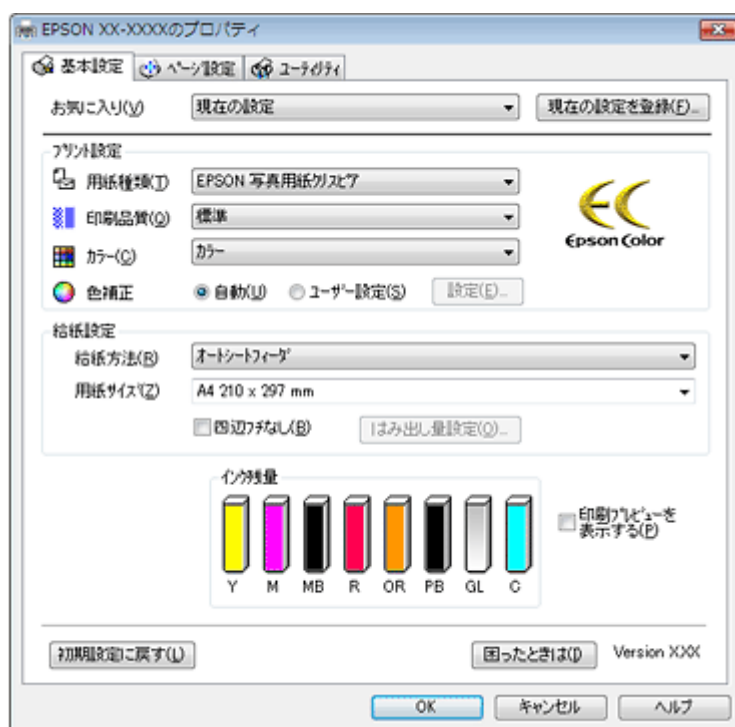 EPSON XX-XXXXのプロパティ
基本設定 ページ設定 ユーティリティ
お気に入り(V) 現在の設定 現在の設定を登録(F)...
プリント設定
用紙種類(T) EPSON 写真用紙クリスピア
印刷品質(Q) 標準
カラー(C) カラー
Epson Color
色補正 自動(U) ユーザー設定(S) 設定(E)...
給紙設定
給紙方法(R) オートシートフィーダ
用紙サイズ(Z) A4 210 x 297 mm
四辺フチなし(B) はみ出し量設定(O)...
インク残量
Y M MB R OR PB GL C
印刷プレビューを
表示する(P)
初期設定に戻す(L) 困ったときは(I) Version X.XX
OK キャンセル ヘルプ